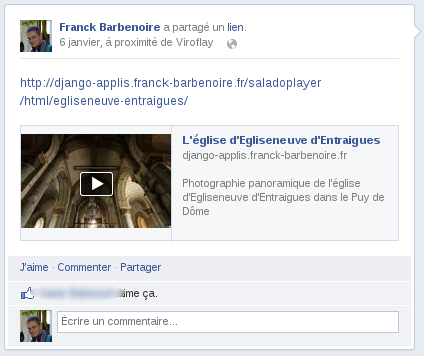 Franck Barbenoire a partagé un lien.
6 janvier, à proximité de Viroflay
http://django-applis.franck-barbenoire.fr/saladoplayer
/html/egliseneuve-entraigues/
L'église d'Egliseneuve d'Entraigues
django-applis.franck-barbenoire.fr
Photographie panoramique de l'église
d'Egliseneuve d'Entraigues dans le Puy de
Dôme
J'aime · Commenter · Partager
aime ça.
Écrire un commentaire...